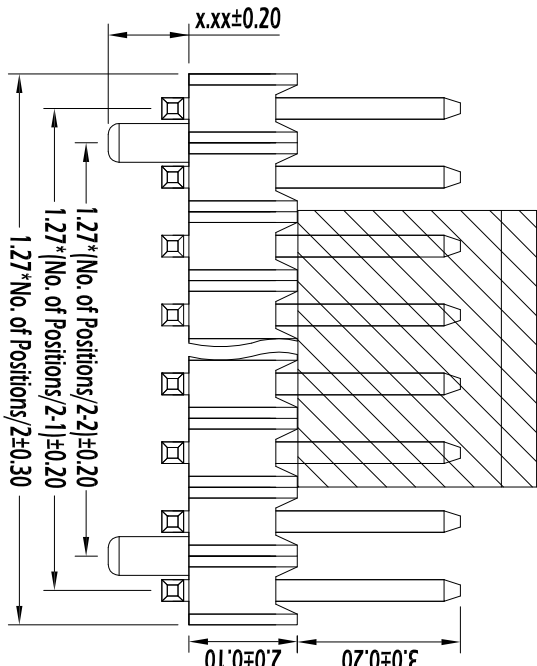 x.xx±0.20
1.27*(No. of Positions/2-2)±0.20
1.27*(No. of Positions/2-1)±0.20
1.27*No. of Positions/2±0.30
2.0±0.10
3.0±0.20